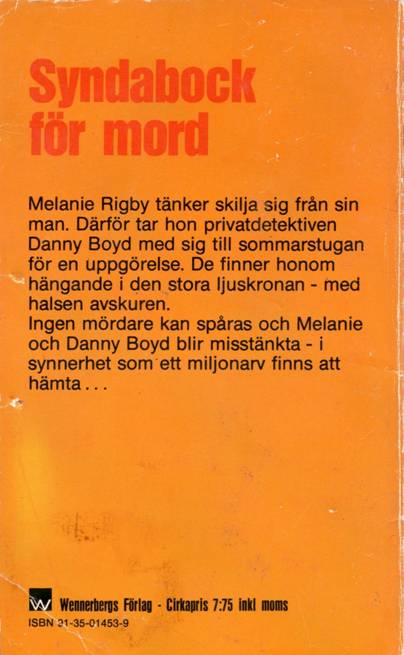 Syndabock
för mord
Melanie Rigby tänker skilja sig från sin
man. Därför tar hon privatdetektiven
Danny Boyd med sig till sommarstugan
för en uppgörelse. De finner honom
hängande i den stora ljuskronan - med
halsen avskuren.
Ingen mördare kan spåras och Melanie
och Danny Boyd blir misstänkta - i
synnerhet som ett miljonarv finns att
hämta...
W Wennerbergs Förlag - Cirkapris 7:75 inkl moms
ISBN 91-35-01453-9